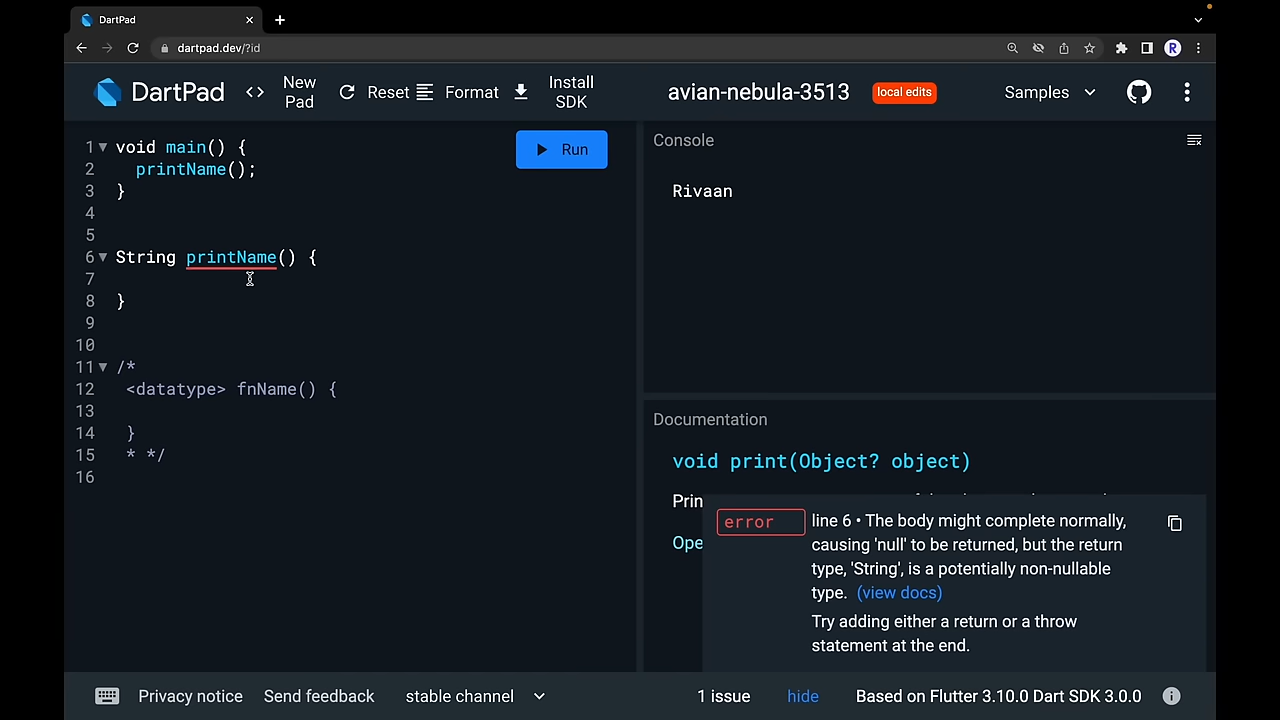 DartPad
dartpad.dev/?id
R
DartPad
<> New Pad
Reset
Format
Install SDK
avian-nebula-3513
local edits
Samples
1 void main() {
2   printName();
3 }
4
5
6 String printName() {
7
8 }
9
10
11 /*
12  <datatype> fnName() {
13
14  }
15  * */
16
Run
Console
Rivaan
Documentation
void print(Object? object)
Prin
Ope
error
line 6 • The body might complete normally,
causing 'null' to be returned, but the return
type, 'String', is a potentially non-nullable
type. (view docs)
Try adding either a return or a throw
statement at the end.
Privacy notice
Send feedback
stable channel
1 issue
hide
Based on Flutter 3.10.0 Dart SDK 3.0.0